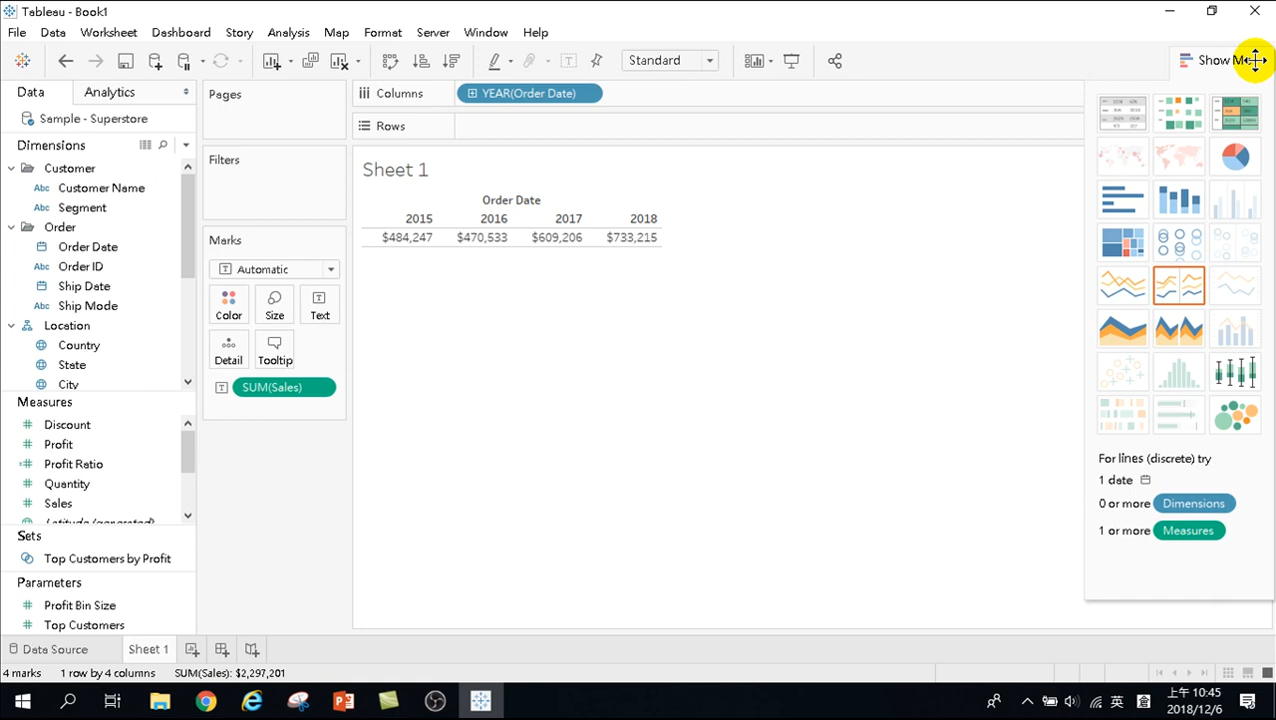 Tableau - Book1
File Data Worksheet Dashboard Story Analysis Map Format Server Window Help
Standard
Show M
Data Analytics
Sample - Superstore
Dimensions
Customer
Abc Customer Name
Abc Segment
Order
Order Date
Abc Order ID
Ship Date
Abc Ship Mode
Location
Country
State
City
Measures
Discount
Profit
Profit Ratio
Quantity
Sales
Latitude (generated)
Sets
Top Customers by Profit
Parameters
Profit Bin Size
Top Customers
Pages
Filters
Marks
Automatic
Color Size Text
Detail Tooltip
SUM(Sales)
Columns YEAR(Order Date)
Rows
Sheet 1
Order Date
2015 2016 2017 2018
$484,247 $470,533 $609,206 $733,215
For lines (discrete) try
1 date
0 or more Dimensions
1 or more Measures
Data Source Sheet 1
4 marks 1 row by 4 columns SUM(Sales): $2,297,201
英
上午 10:45
2018/12/6